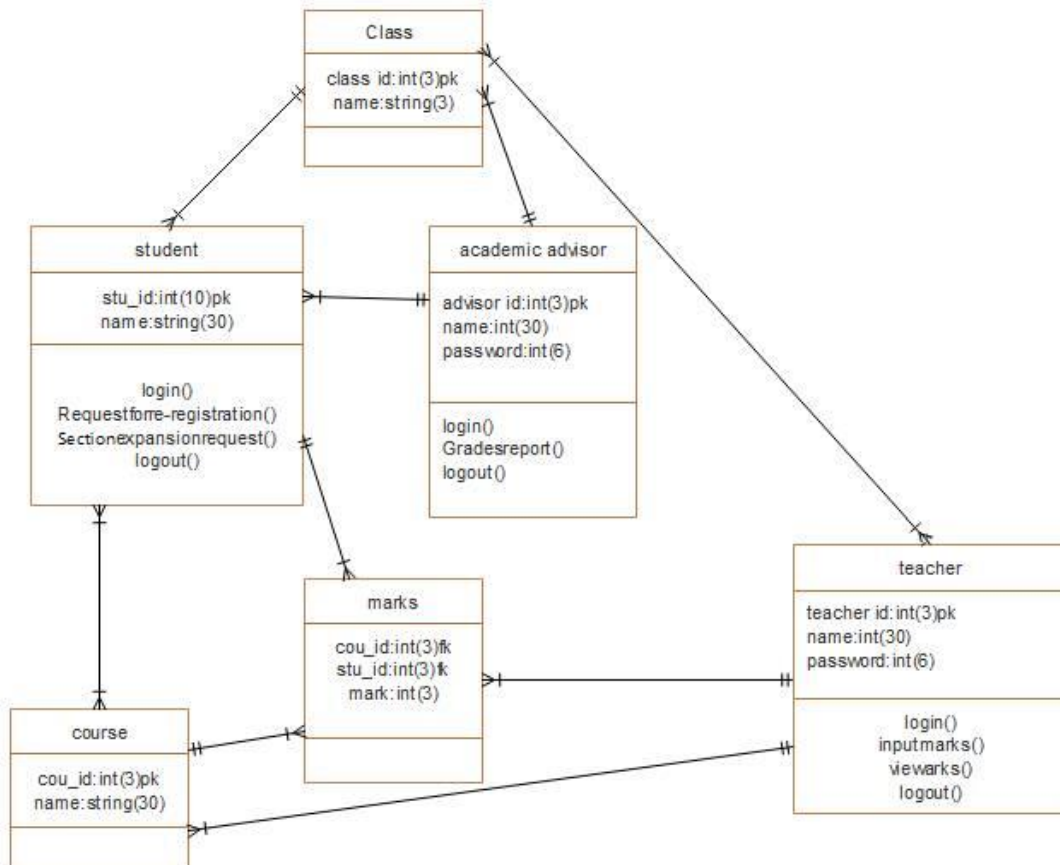 Class
class id:int(3)pk
name:string(3)
student
stu_id:int(10)pk
name:string(30)
login()
Requestforre-registration()
Sectionexpansionrequest()
logout()
academic advisor
advisor id:int(3)pk
name:int(30)
password:int(6)
login()
Gradesreport()
logout()
marks
cou_id:int(3)fk
stu_id:int(3)fk
mark:int(3)
teacher
teacher id:int(3)pk
name:int(30)
password:int(6)
login()
inputmarks()
viewarks()
logout()
course
cou_id:int(3)pk
name:string(30)